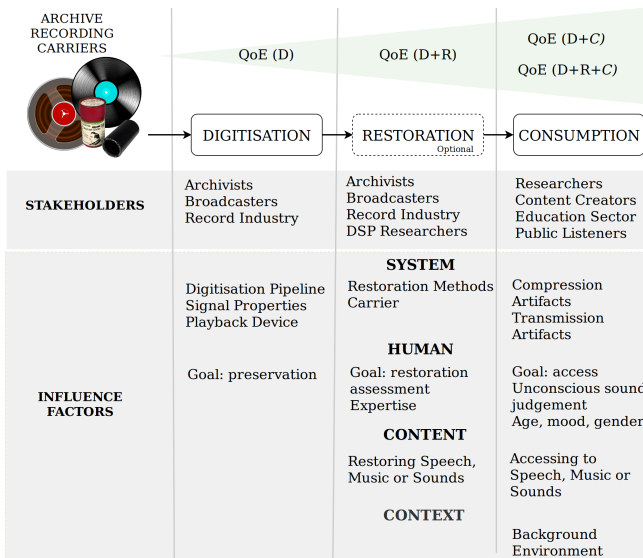 ARCHIVE
RECORDING
CARRIERS
QoE (D)
QoE (D+R)
QoE (D+C)
QoE (D+R+C)
DIGITISATION
RESTORATION
Optional
CONSUMPTION
STAKEHOLDERS
Archivists
Broadcasters
Record Industry
Archivists
Broadcasters
Record Industry
DSP Researchers
Researchers
Content Creators
Education Sector
Public Listeners
INFLUENCE
FACTORS
SYSTEM
Digitisation Pipeline
Signal Properties
Playback Device
Restoration Methods
Carrier
Compression
Artifacts
Transmission
Artifacts
HUMAN
Goal: preservation
Goal: restoration
assessment
Expertise
Goal: access
Unconscious sound
judgement
Age, mood, gender
CONTENT
Restoring Speech,
Music or Sounds
Accessing to
Speech, Music or
Sounds
CONTEXT
Background
Environment